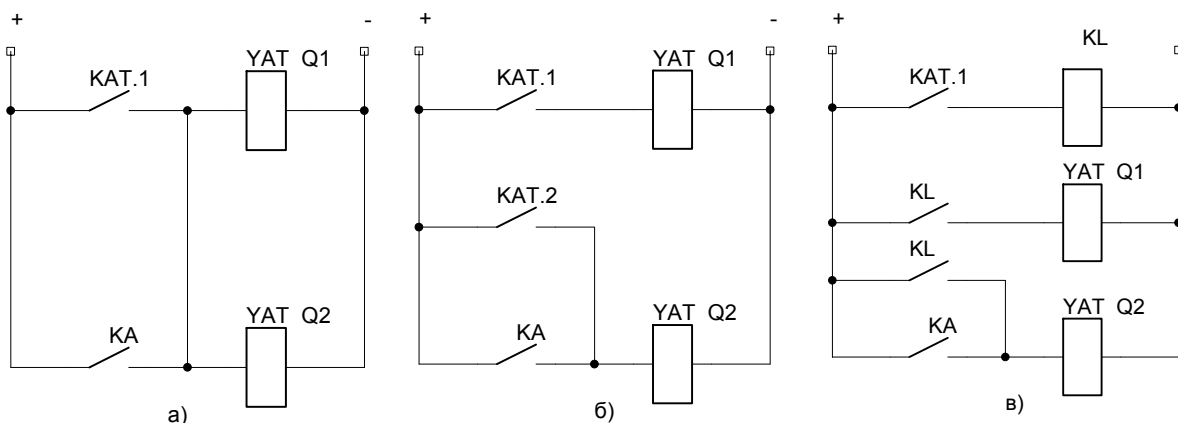 + -
YAT Q1
KAT.1
YAT Q2
KA
а)
+ -
YAT Q1
KAT.1
KAT.2
YAT Q2
KA
б)
+
KL
KAT.1
YAT Q1
KL
KL
YAT Q2
KA
в)